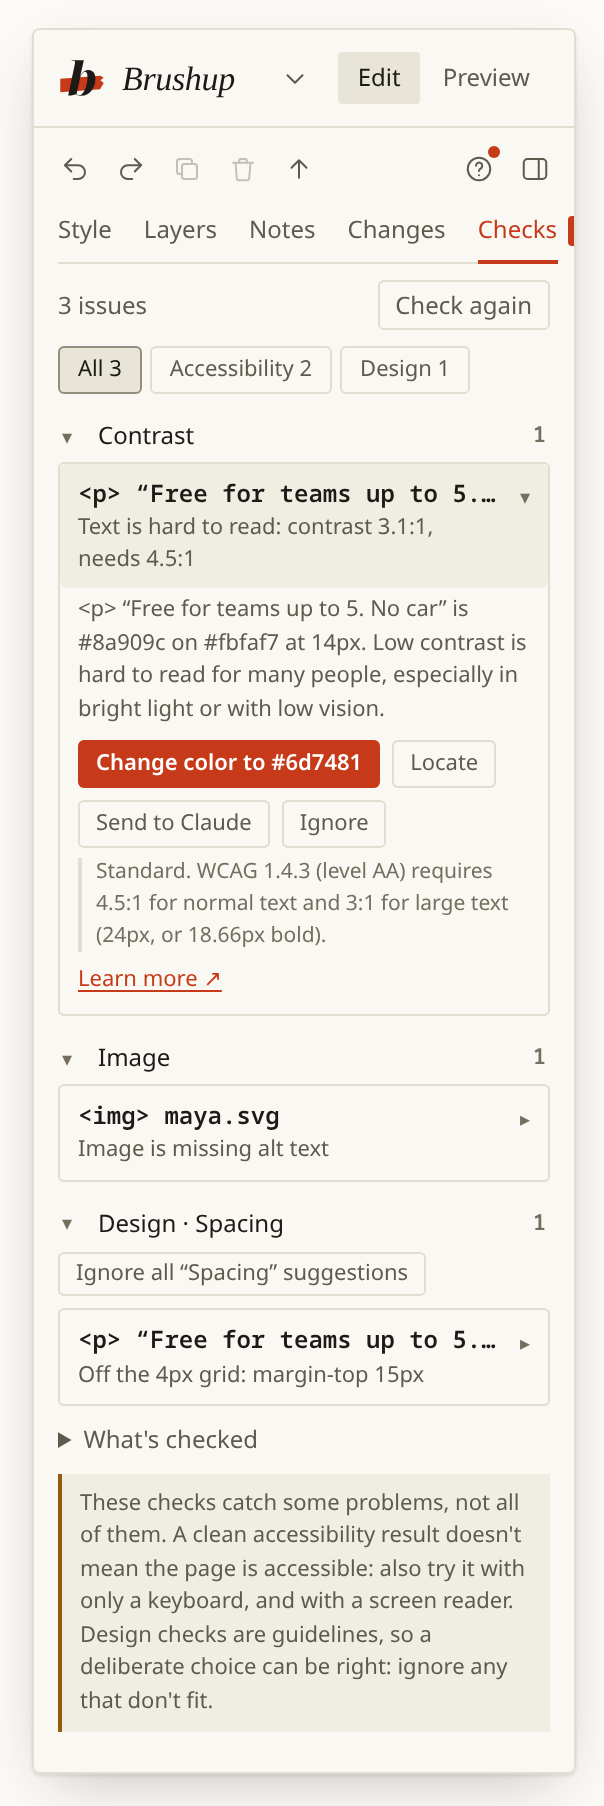 b Brushup Edit Preview
Style Layers Notes Changes Checks
3 issues Check again
All 3 Accessibility 2 Design 1
▾ Contrast 1
<p> “Free for teams up to 5.… ▾
Text is hard to read: contrast 3.1:1,
needs 4.5:1
<p> “Free for teams up to 5. No car” is
#8a909c on #fbfaf7 at 14px. Low contrast is
hard to read for many people, especially in
bright light or with low vision.
Change color to #6d7481 Locate
Send to Claude Ignore
Standard. WCAG 1.4.3 (level AA) requires
4.5:1 for normal text and 3:1 for large text
(24px, or 18.66px bold).
Learn more ↗
▾ Image 1
<img> maya.svg ▸
Image is missing alt text
▾ Design · Spacing 1
Ignore all “Spacing” suggestions
<p> “Free for teams up to 5.… ▸
Off the 4px grid: margin-top 15px
▶ What's checked
These checks catch some problems, not all
of them. A clean accessibility result doesn't
mean the page is accessible: also try it with
only a keyboard, and with a screen reader.
Design checks are guidelines, so a
deliberate choice can be right: ignore any
that don't fit.